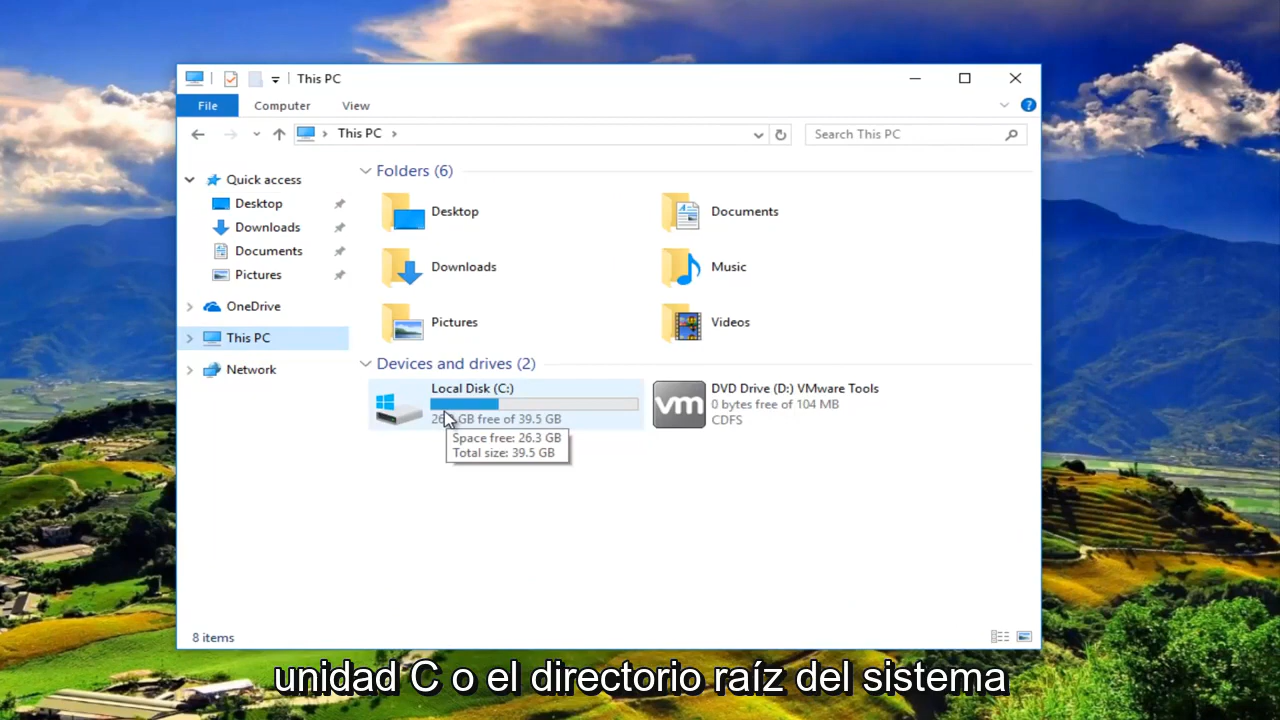 This PC
File Computer View
This PC
Search This PC
Quick access
Desktop
Downloads
Documents
Pictures
OneDrive
This PC
Network
Folders (6)
Desktop
Documents
Downloads
Music
Pictures
Videos
Devices and drives (2)
Local Disk (C:)
GB free of 39.5 GB
Space free: 26.3 GB
Total size: 39.5 GB
vm
DVD Drive (D:) VMware Tools
0 bytes free of 104 MB
CDFS
8 items
unidad C o el directorio raíz del sistema